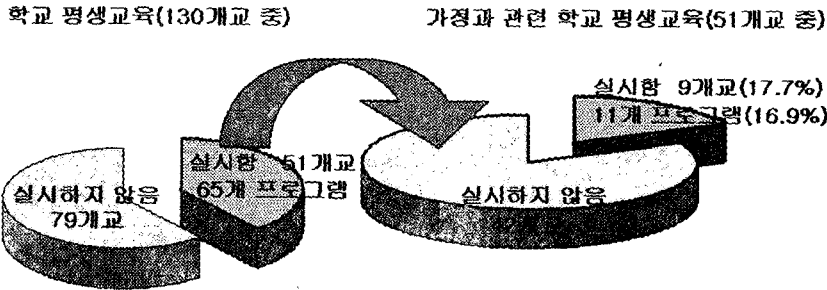 학교 평생교육(130개교 중)
가정과 관련 학교 평생교육(51개교 중)
실시함 9개교(17.7%)
11개 프로그램(16.9%)
실시함 51개교
65개 프로그램
실시하지 않음
79개교
실시하지 않음